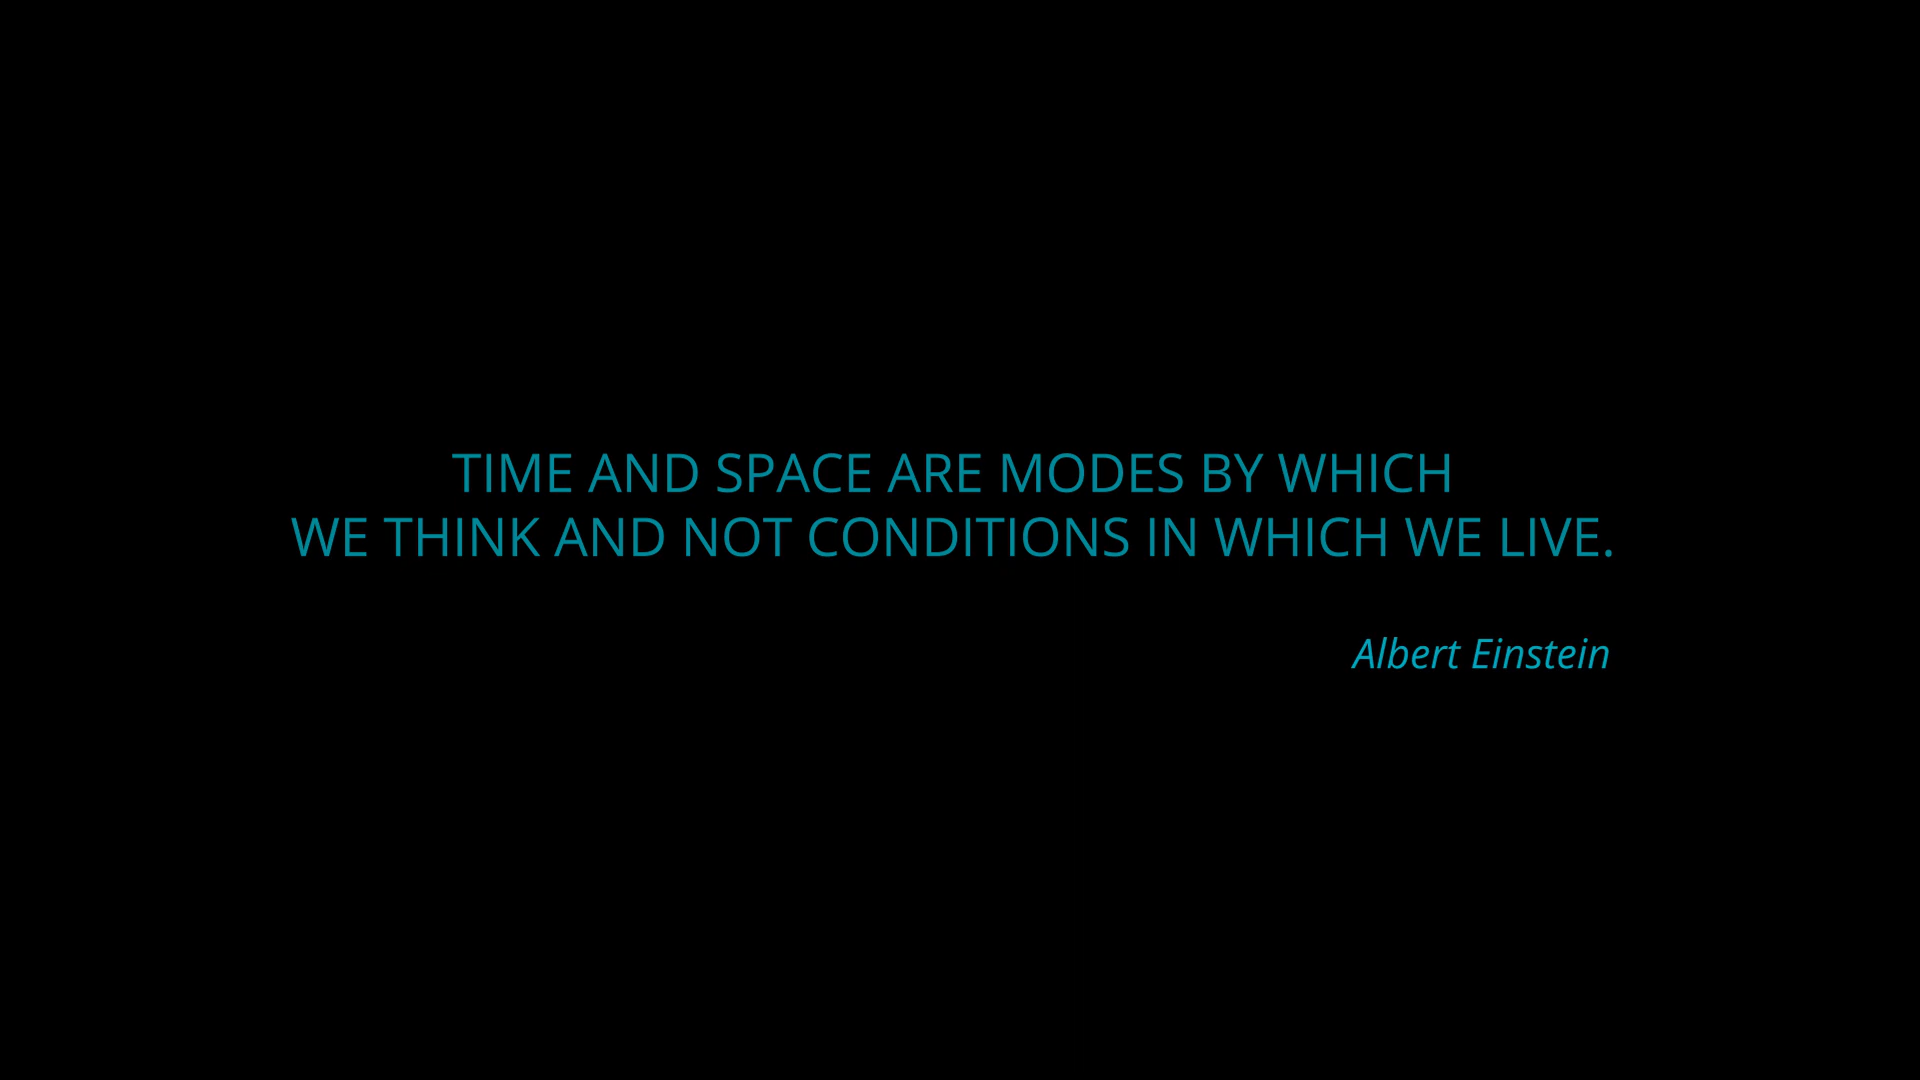 TIME AND SPACE ARE MODES BY WHICH
WE THINK AND NOT CONDITIONS IN WHICH WE LIVE.
Albert Einstein